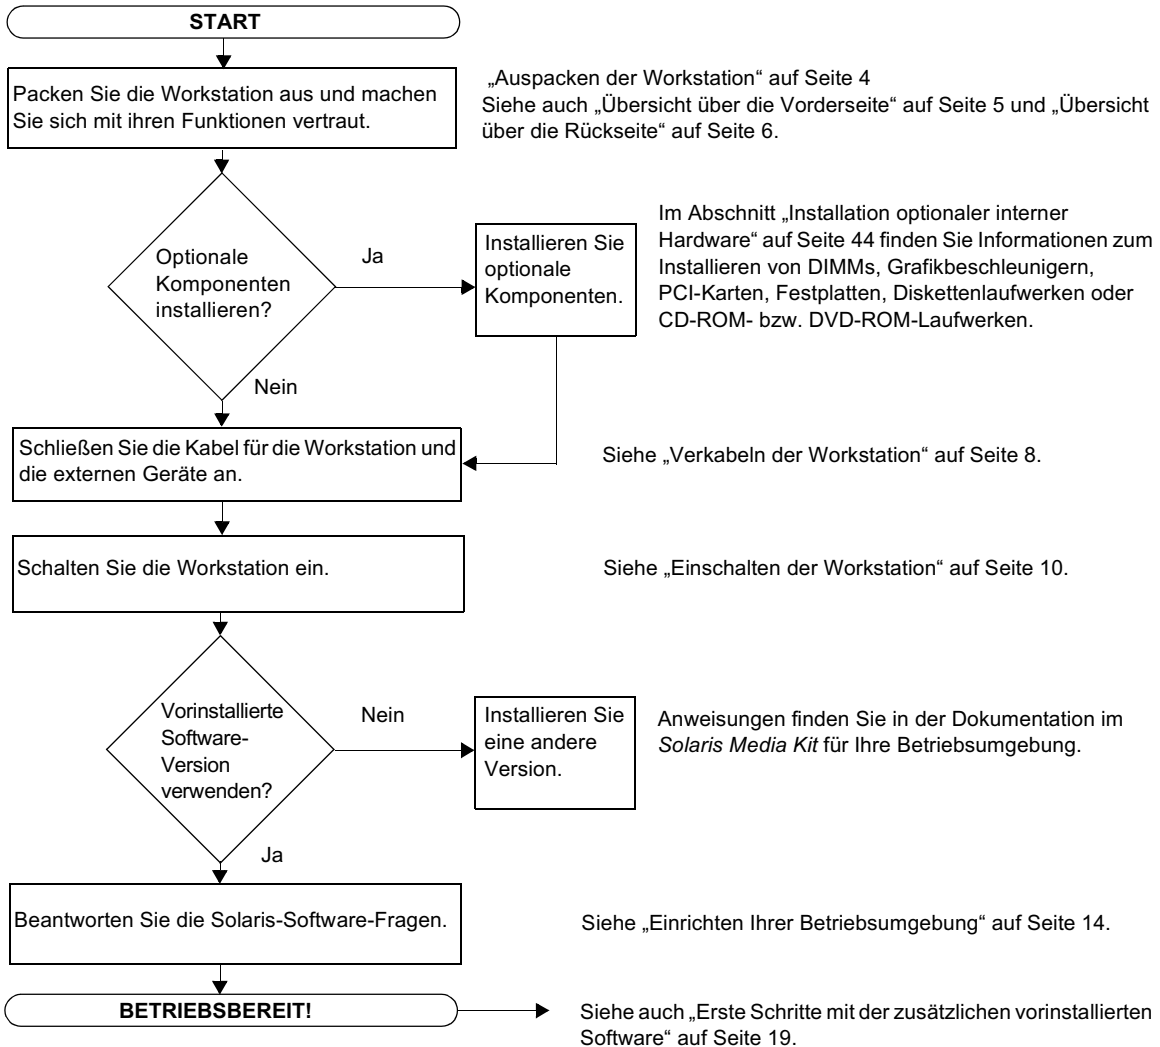 START
Packen Sie die Workstation aus und machen
Sie sich mit ihren Funktionen vertraut.
„Auspacken der Workstation“ auf Seite 4
Siehe auch „Übersicht über die Vorderseite“ auf Seite 5 und „Übersicht
über die Rückseite“ auf Seite 6.
Optionale
Komponenten
installieren?
Ja
Installieren Sie
optionale
Komponenten.
Im Abschnitt „Installation optionaler interner
Hardware“ auf Seite 44 finden Sie Informationen zum
Installieren von DIMMs, Grafikbeschleunigern,
PCI-Karten, Festplatten, Diskettenlaufwerken oder
CD-ROM- bzw. DVD-ROM-Laufwerken.
Nein
Schließen Sie die Kabel für die Workstation und
die externen Geräte an.
Siehe „Verkabeln der Workstation“ auf Seite 8.
Schalten Sie die Workstation ein.
Siehe „Einschalten der Workstation“ auf Seite 10.
Vorinstallierte
Software-
Version
verwenden?
Nein
Installieren Sie
eine andere
Version.
Anweisungen finden Sie in der Dokumentation im
Solaris Media Kit für Ihre Betriebsumgebung.
Ja
Beantworten Sie die Solaris-Software-Fragen.
Siehe „Einrichten Ihrer Betriebsumgebung“ auf Seite 14.
BETRIEBSBEREIT!
Siehe auch „Erste Schritte mit der zusätzlichen vorinstallierten
Software“ auf Seite 19.